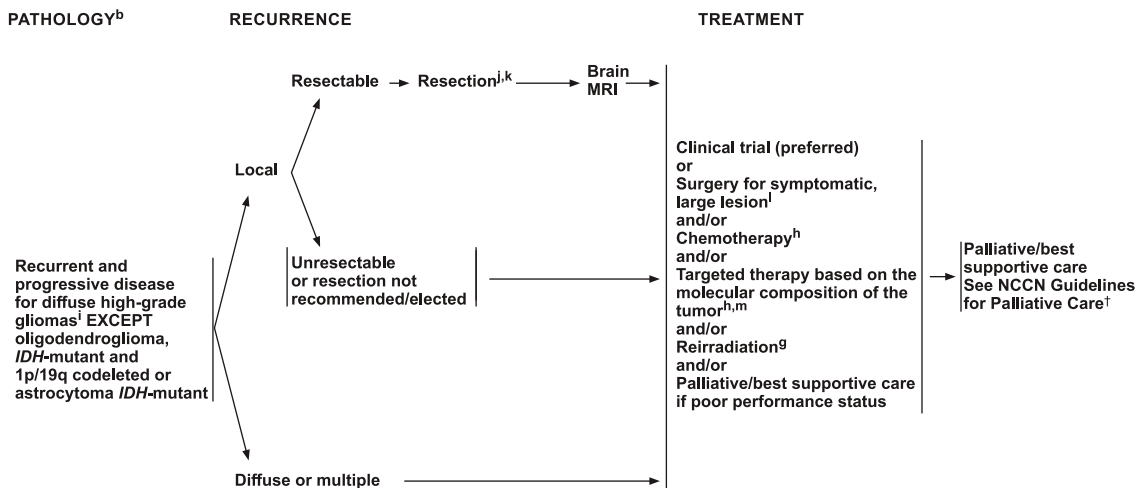 PATHOLOGYᵇ
RECURRENCE
TREATMENT
Resectable
Resectionʲ,ᵏ
Brain
MRI
Local
Unresectable
or resection not
recommended/elected
Recurrent and
progressive disease
for diffuse high-grade
gliomasⁱ EXCEPT
oligodendroglioma,
IDH-mutant and
1p/19q codeleted or
astrocytoma IDH-mutant
Diffuse or multiple
Clinical trial (preferred)
or
Surgery for symptomatic,
large lesionˡ
and/or
Chemotherapyʰ
and/or
Targeted therapy based on the
molecular composition of the
tumorʰ,ᵐ
and/or
Reirradiationᵍ
and/or
Palliative/best supportive care
if poor performance status
Palliative/best
supportive care
See NCCN Guidelines
for Palliative Care†